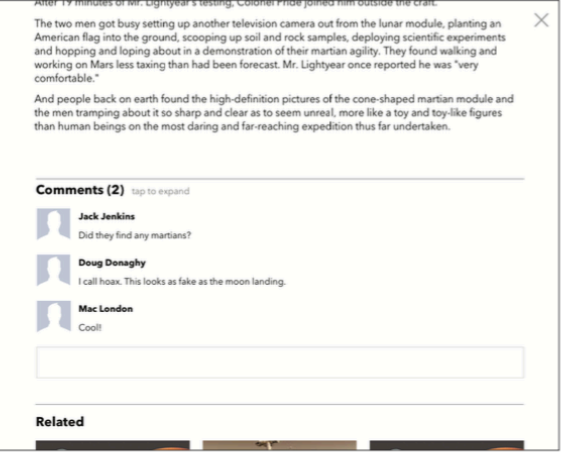 After 19 minutes of Mr. Lightyear's testing, Colonel Pride joined him outside the craft.
The two men got busy setting up another television camera out from the lunar module, planting an
American flag into the ground, scooping up soil and rock samples, deploying scientific experiments
and hopping and loping about in a demonstration of their martian agility. They found walking and
working on Mars less taxing than had been forecast. Mr. Lightyear once reported he was "very
comfortable."
And people back on earth found the high-definition pictures of the cone-shaped martian module and
the men tramping about it so sharp and clear as to seem unreal, more like a toy and toy-like figures
than human beings on the most daring and far-reaching expedition thus far undertaken.
Comments (2) tap to expand
Jack Jenkins
Did they find any martians?
Doug Donaghy
I call hoax. This looks as fake as the moon landing.
Mac London
Cool!
Related